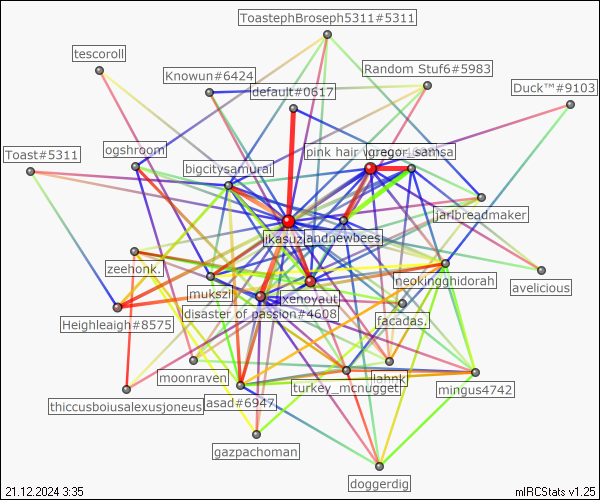 ToastephBroseph5311#5311
tescoroll
Random Stuf6#5983
Knowun#6424
default#0617
Duck™#9103
ogshroom
pink hair
gregor_samsa
Toast#5311
bigcitysamurai
jarlbreadmaker
jikasuz
andnewbees
zeehonk.
neokingghidorah
avelicious
mukszi
xenoyaut
disaster of passion#4608
Heighleaigh#8575
facadas.
moonraven
lahnk
turkey_mcnugget
mingus4742
thiccusboiusalexusjoneus
asad#6947
gazpachoman
doggerdig
21.12.2024 3:35
mIRCStats v1.25